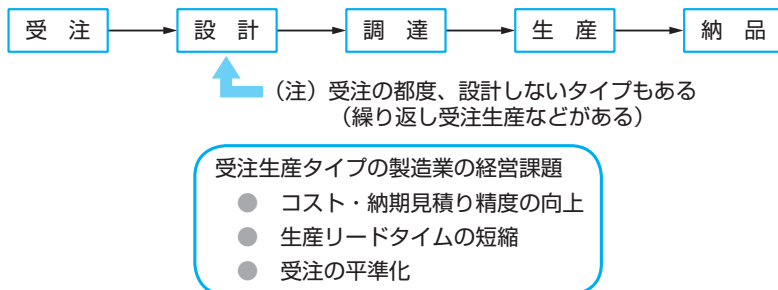 受 注 設 計 調 達 生 産 納 品
(注)受注の都度、設計しないタイプもある
(繰り返し受注生産などがある)
受注生産タイプの製造業の経営課題
● コスト・納期見積り精度の向上
● 生産リードタイムの短縮
● 受注の平準化